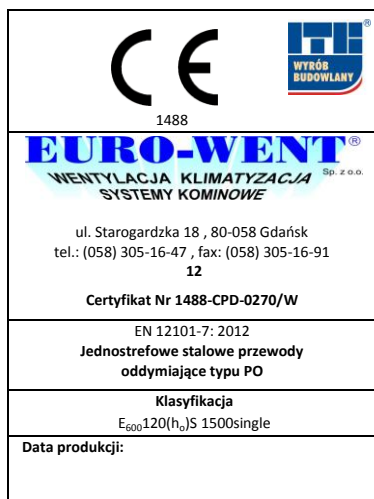 CE
ITB®
WYRÓB
BUDOWLANY
1488
EURO-WENT®
WENTYLACJA KLIMATYZACJA Sp. z o.o.
SYSTEMY KOMINOWE
ul. Starogardzka 18 , 80-058 Gdańsk
tel.: (058) 305-16-47 , fax: (058) 305-16-91
12
Certyfikat Nr 1488-CPD-0270/W
EN 12101-7: 2012
Jednostrefowe stalowe przewody
oddymiające typu PO
Klasyfikacja
E₆₀₀120(hₒ)S 1500single
Data produkcji: